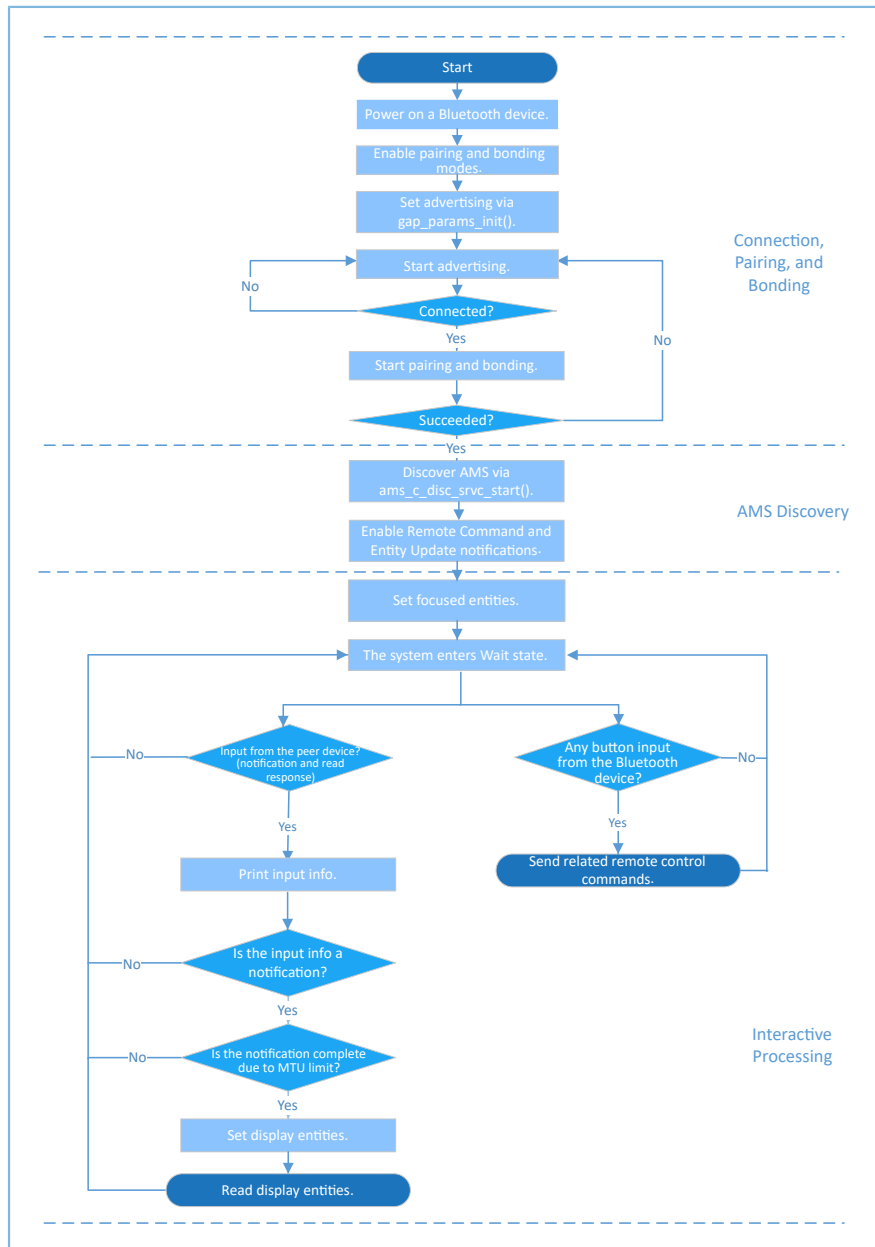 Start
Power on a Bluetooth device.
Enable pairing and bonding
modes.
Set advertising via
gap_params_init().
Start advertising.
No
Connected?
Yes
No
Start pairing and bonding.
Succeeded?
Yes
Connection,
Pairing, and
Bonding
Discover AMS via
ams_c_disc_srvc_start().
Enable Remote Command and
Entity Update notifications.
AMS Discovery
Set focused entities.
The system enters Wait state.
Input from the peer device?
(notification and read
response)
No
Any button input
from the Bluetooth
device?
No
Yes
Yes
Print input info.
Send related remote control
commands.
Is the input info a
notification?
No
Yes
Is the notification complete
due to MTU limit?
No
Yes
Set display entities.
Read display entities.
Interactive
Processing